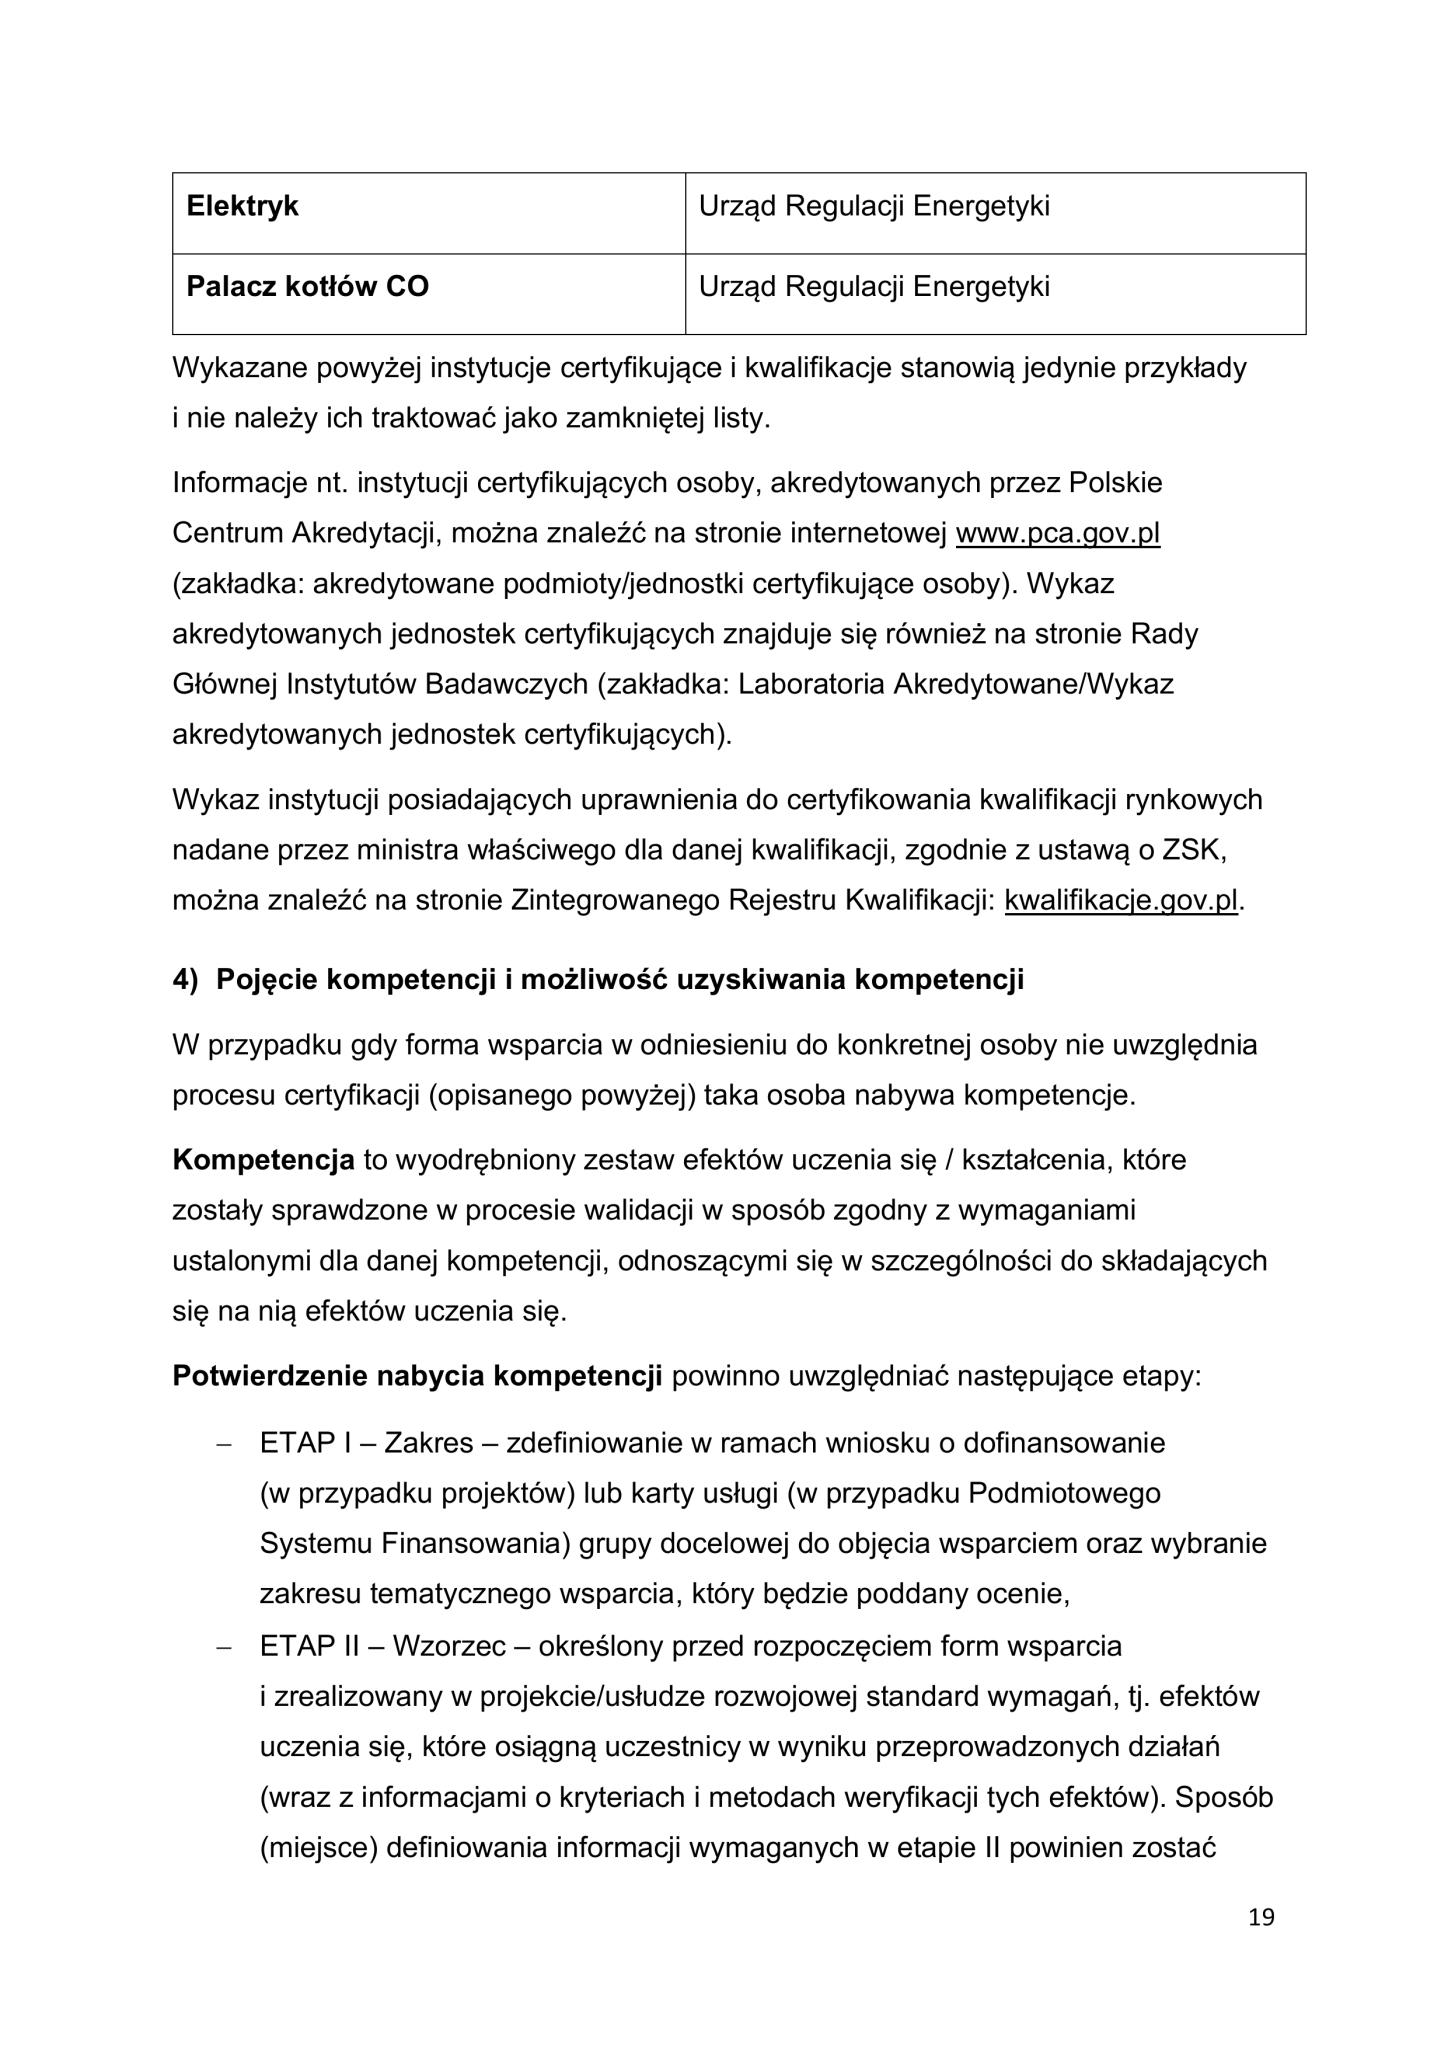 Elektryk
Urząd Regulacji Energetyki
Palacz kotłów CO
Urząd Regulacji Energetyki
Wykazane powyżej instytucje certyfikujące i kwalifikacje stanowią jedynie przykłady
i nie należy ich traktować jako zamkniętej listy.
Informacje nt. instytucji certyfikujących osoby, akredytowanych przez Polskie
Centrum Akredytacji, można znaleźć na stronie internetowej www.pca.gov.pl
(zakładka: akredytowane podmioty/jednostki certyfikujące osoby). Wykaz
akredytowanych jednostek certyfikujących znajduje się również na stronie Rady
Głównej Instytutów Badawczych (zakładka: Laboratoria Akredytowane/Wykaz
akredytowanych jednostek certyfikujących).
Wykaz instytucji posiadających uprawnienia do certyfikowania kwalifikacji rynkowych
nadane przez ministra właściwego dla danej kwalifikacji, zgodnie z ustawą o ZSK,
można znaleźć na stronie Zintegrowanego Rejestru Kwalifikacji: kwalifikacje.gov.pl.
4) Pojęcie kompetencji i możliwość uzyskiwania kompetencji
W przypadku gdy forma wsparcia w odniesieniu do konkretnej osoby nie uwzględnia
procesu certyfikacji (opisanego powyżej) taka osoba nabywa kompetencje.
Kompetencja to wyodrębniony zestaw efektów uczenia się / kształcenia, które
zostały sprawdzone w procesie walidacji w sposób zgodny z wymaganiami
ustalonymi dla danej kompetencji, odnoszącymi się w szczególności do składających
się na nią efektów uczenia się.
Potwierdzenie nabycia kompetencji powinno uwzględniać następujące etapy:
– ETAP I – Zakres – zdefiniowanie w ramach wniosku o dofinansowanie
(w przypadku projektów) lub karty usługi (w przypadku Podmiotowego
Systemu Finansowania) grupy docelowej do objęcia wsparciem oraz wybranie
zakresu tematycznego wsparcia, który będzie poddany ocenie,
– ETAP II – Wzorzec – określony przed rozpoczęciem form wsparcia
i zrealizowany w projekcie/usłudze rozwojowej standard wymagań, tj. efektów
uczenia się, które osiągną uczestnicy w wyniku przeprowadzonych działań
(wraz z informacjami o kryteriach i metodach weryfikacji tych efektów). Sposób
(miejsce) definiowania informacji wymaganych w etapie II powinien zostać
19